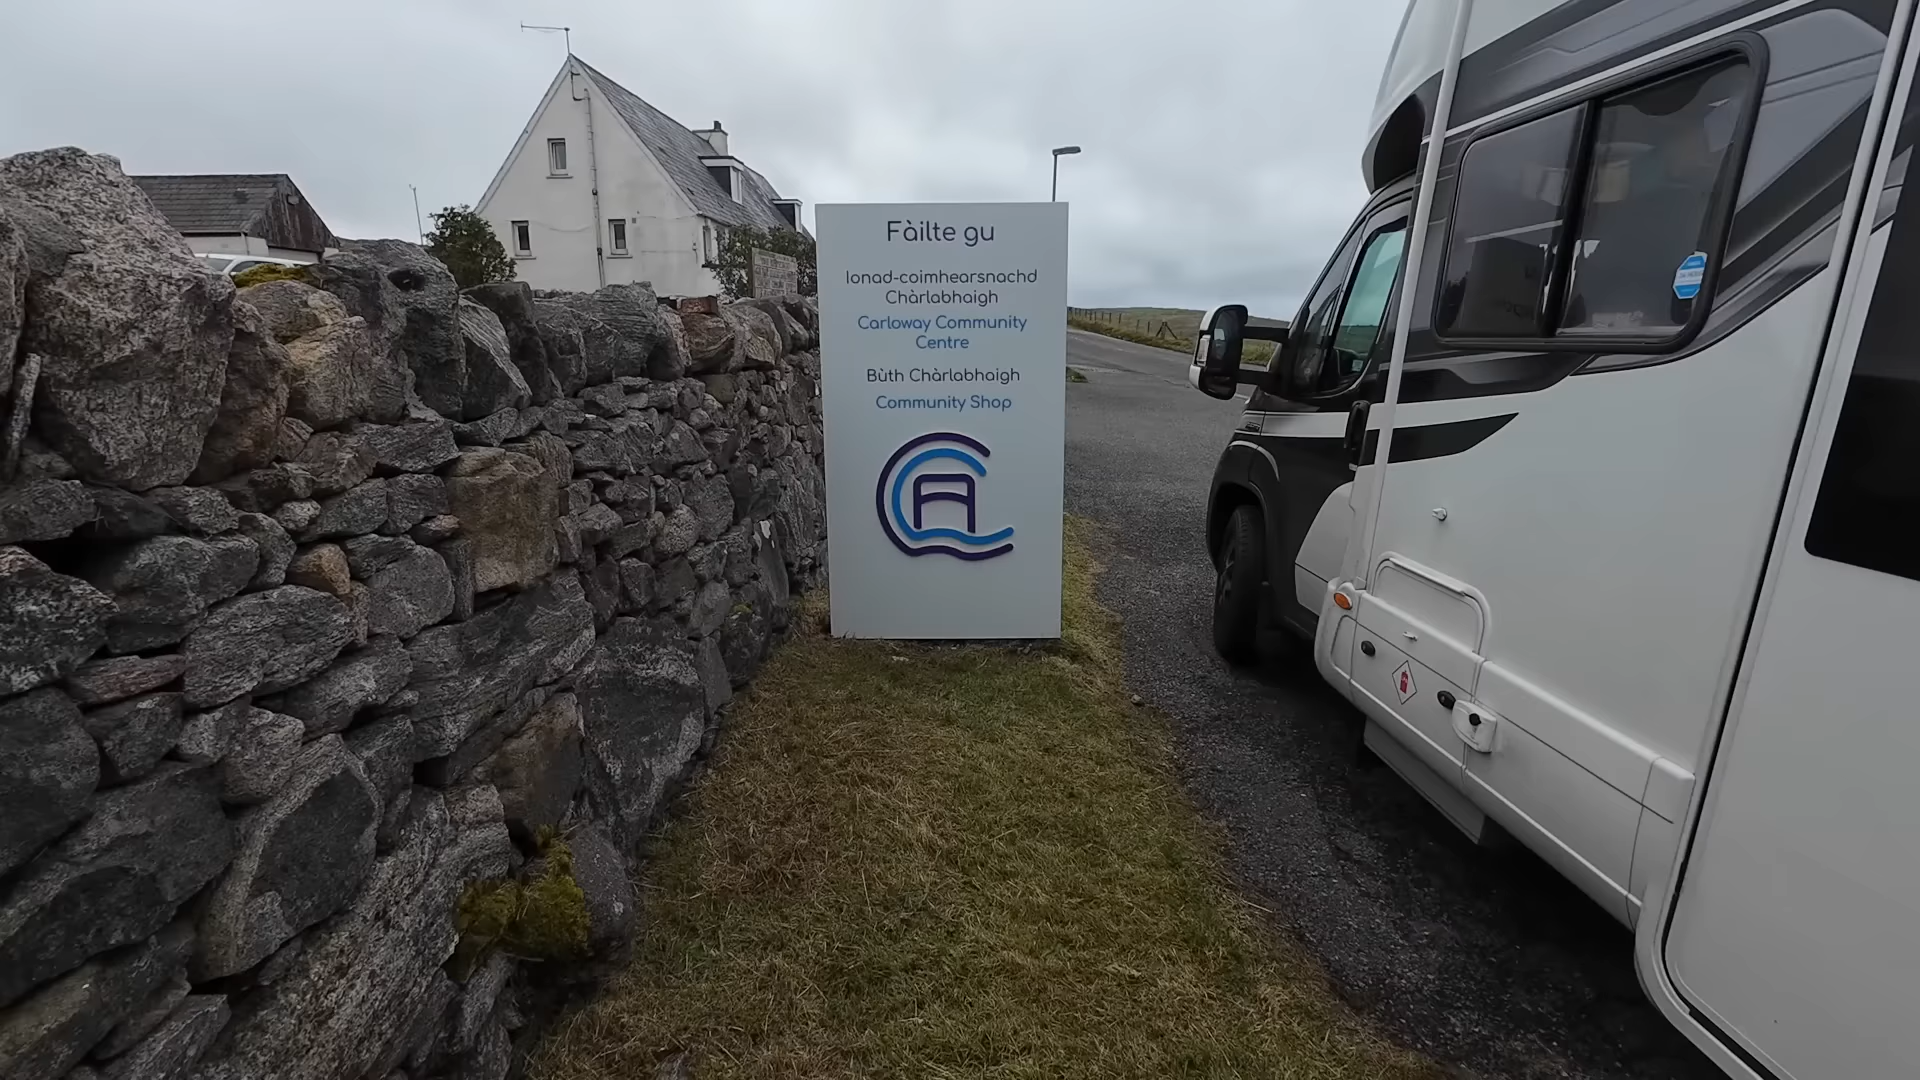 Fàilte gu
Ionad-coimhearsnachd
Chàrlabhaigh
Carloway Community
Centre
Bùth Chàrlabhaigh
Community Shop